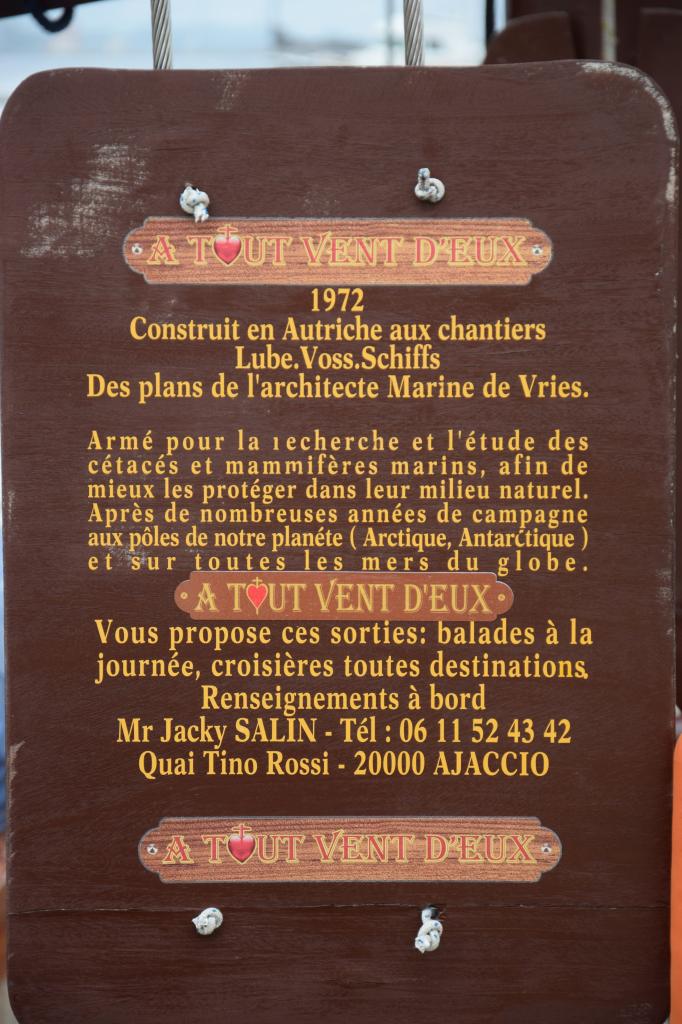 A TOUT VENT D'EUX
1972
Construit en Autriche aux chantiers
Lube.Voss.Schiffs
Des plans de l'architecte Marine de Vries.
Armé pour la recherche et l'étude des
cétacés et mammifères marins, afin de
mieux les protéger dans leur milieu naturel.
Après de nombreuses années de campagne
aux pôles de notre planéte ( Arctique, Antarctique )
et sur toutes les mers du globe.
A TOUT VENT D'EUX
Vous propose ces sorties: balades à la
journée, croisières toutes destinations.
Renseignements à bord
Mr Jacky SALIN - Tél : 06 11 52 43 42
Quai Tino Rossi - 20000 AJACCIO
A TOUT VENT D'EUX